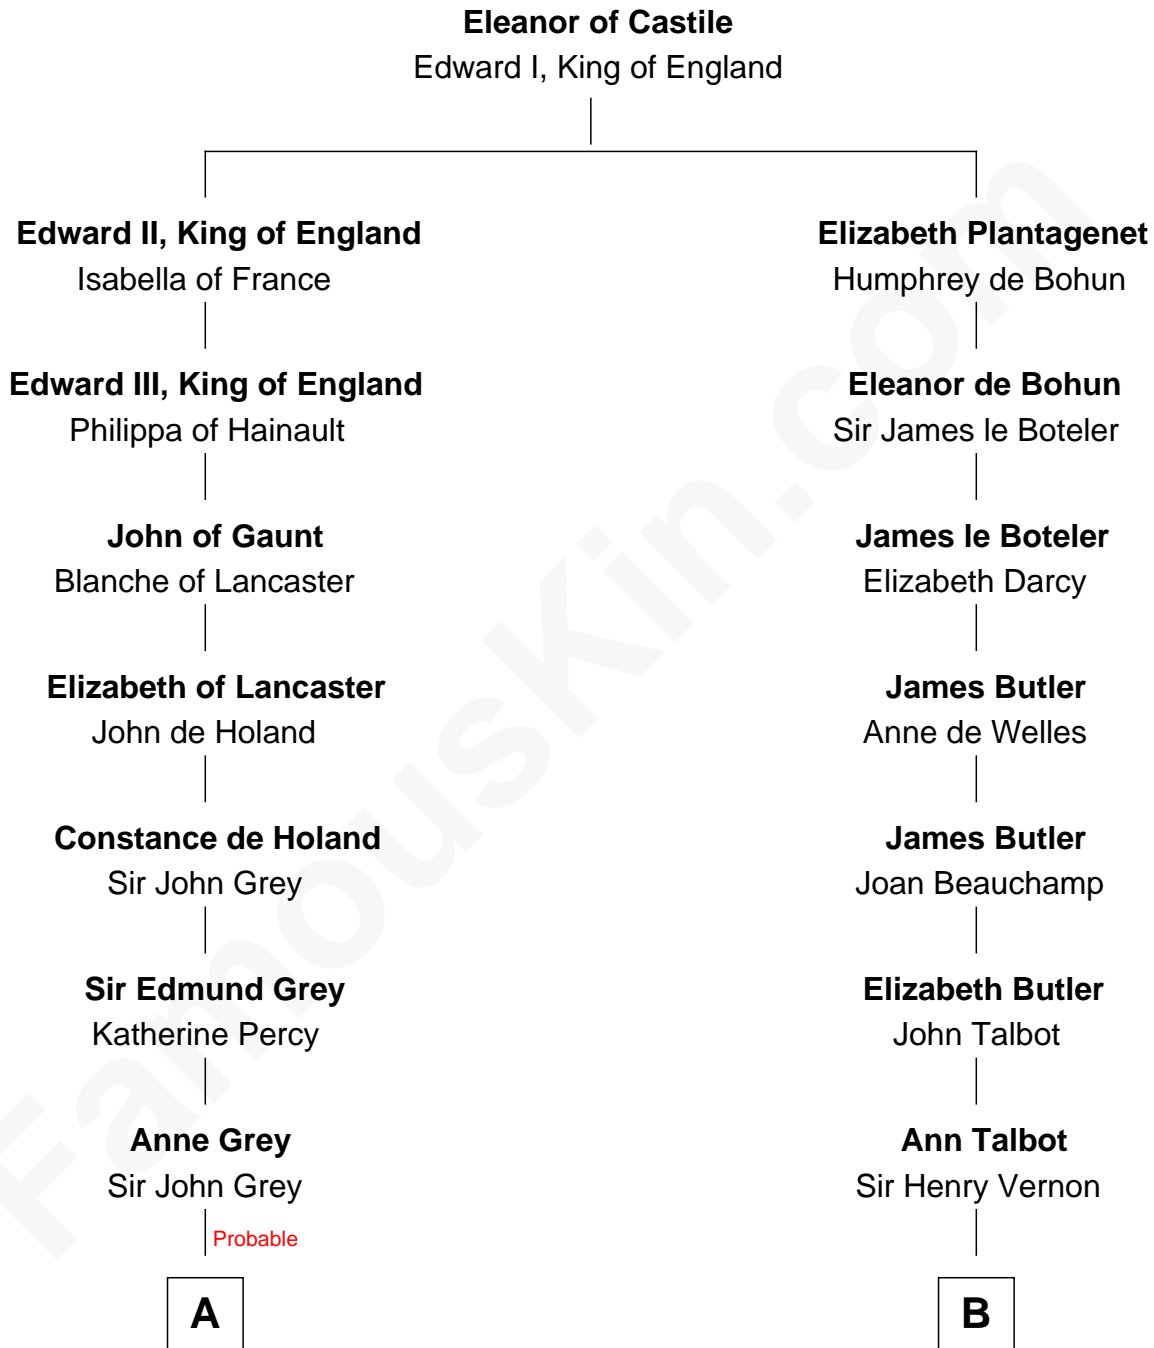 Eleanor of Castile
Edward I, King of England
Edward II, King of England
Isabella of France
Elizabeth Plantagenet
Humphrey de Bohun
Edward III, King of England
Philippa of Hainault
Eleanor de Bohun
Sir James le Boteler
John of Gaunt
Blanche of Lancaster
James le Boteler
Elizabeth Darcy
Elizabeth of Lancaster
John de Holand
James Butler
Anne de Welles
Constance de Holand
Sir John Grey
James Butler
Joan Beauchamp
Sir Edmund Grey
Katherine Percy
Elizabeth Butler
John Talbot
Anne Grey
Sir John Grey
Ann Talbot
Sir Henry Vernon
Probable
A
B
FamousKin.com